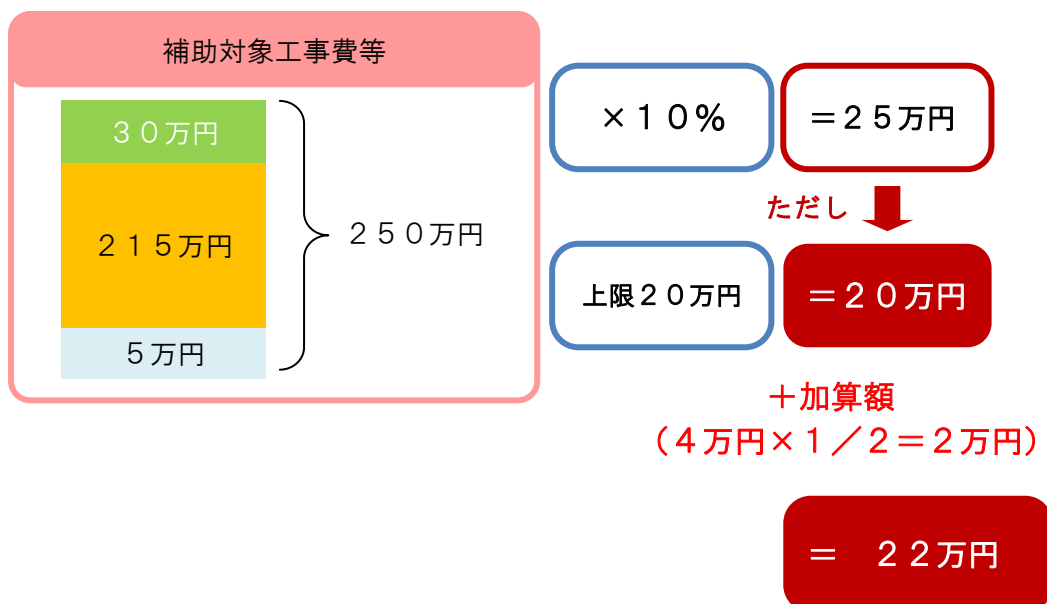 補助対象工事費等
３０万円
２１５万円
５万円
２５０万円
×１０％
＝２５万円
ただし
上限２０万円
＝２０万円
＋加算額
（４万円×１／２＝２万円）
＝　２２万円